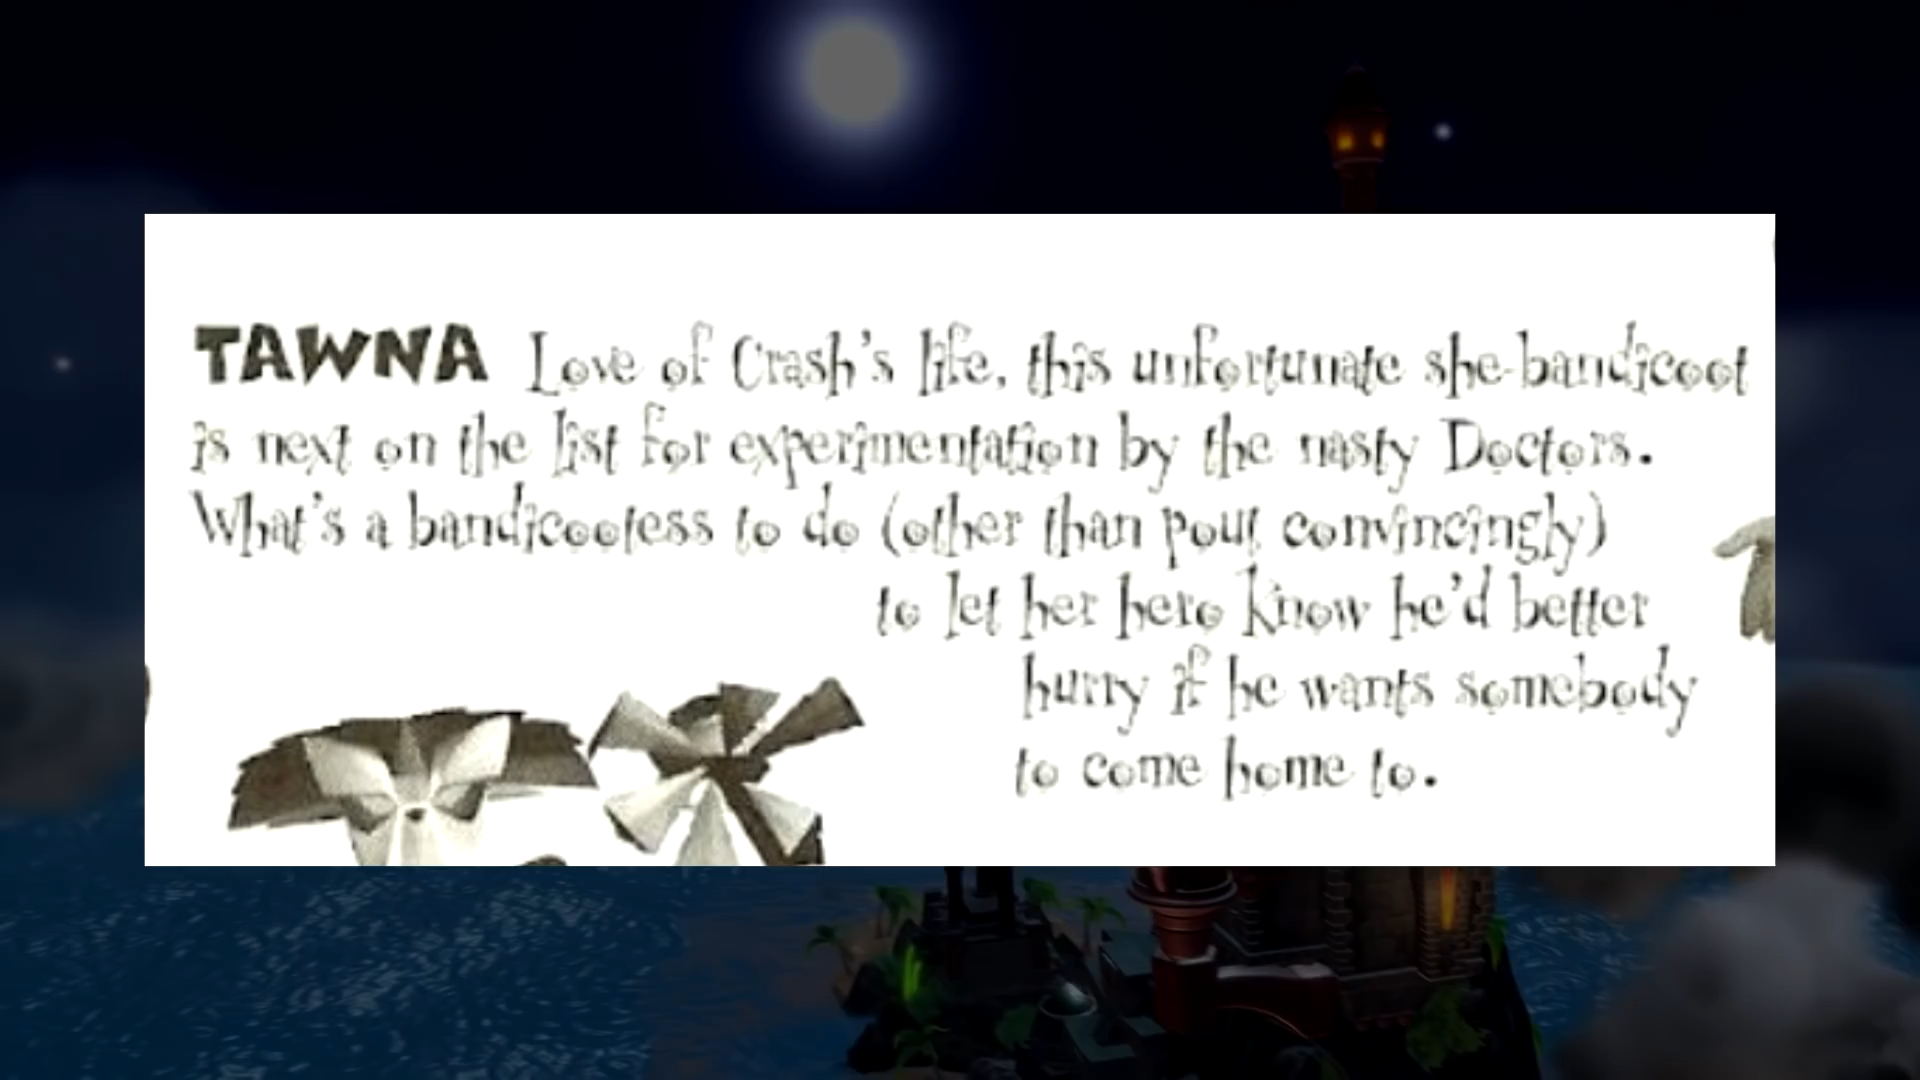 TAWNA Love of Crash's life, this unfortunate she-bandicoot
is next on the list for experimentation by the nasty Doctors.
What's a bandicootess to do (other than pout convincingly)
to let her hero know he'd better
hurry if he wants somebody
to come home to.